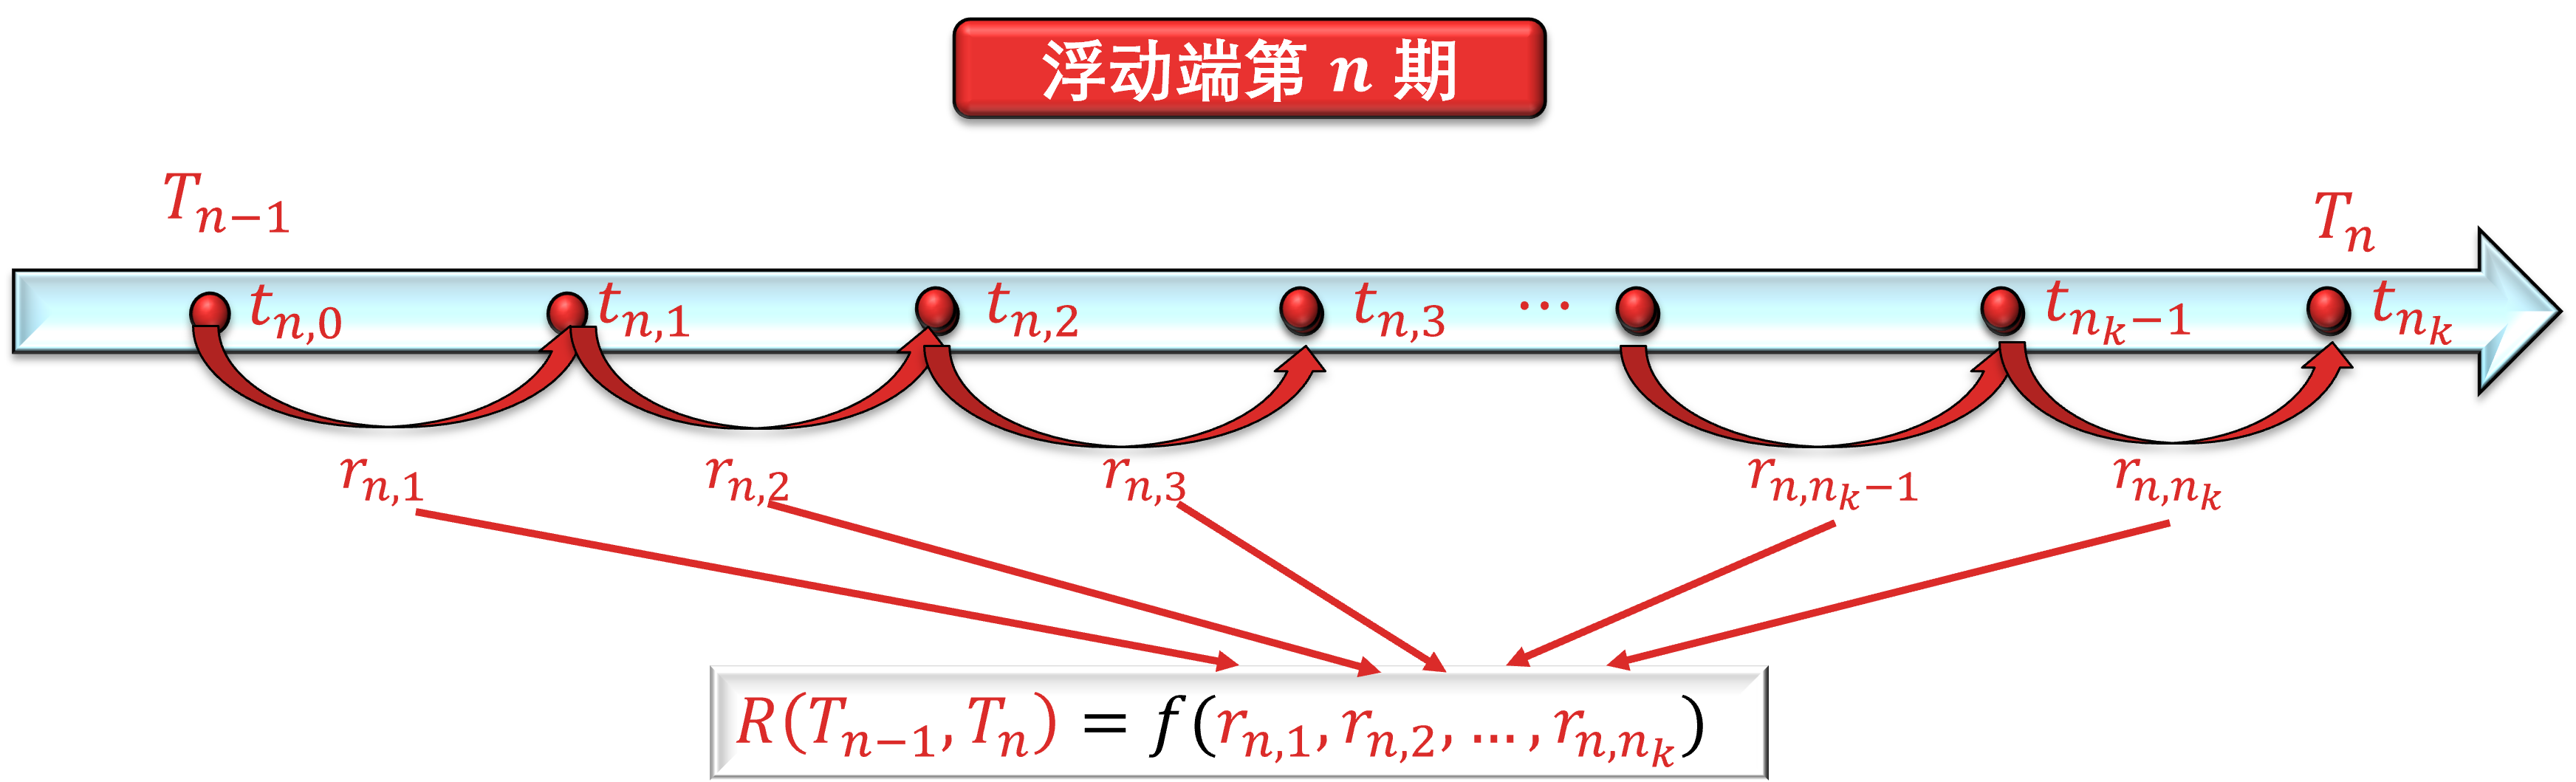 浮动端第 n 期
T_{n-1} T_n
t_{n,0} t_{n,1} t_{n,2} t_{n,3} ⋯ t_{n_k-1} t_{n_k}
r_{n,1} r_{n,2} r_{n,3} r_{n,n_k-1} r_{n,n_k}
R(T_{n-1}, T_n) = f(r_{n,1}, r_{n,2}, …, r_{n,n_k})